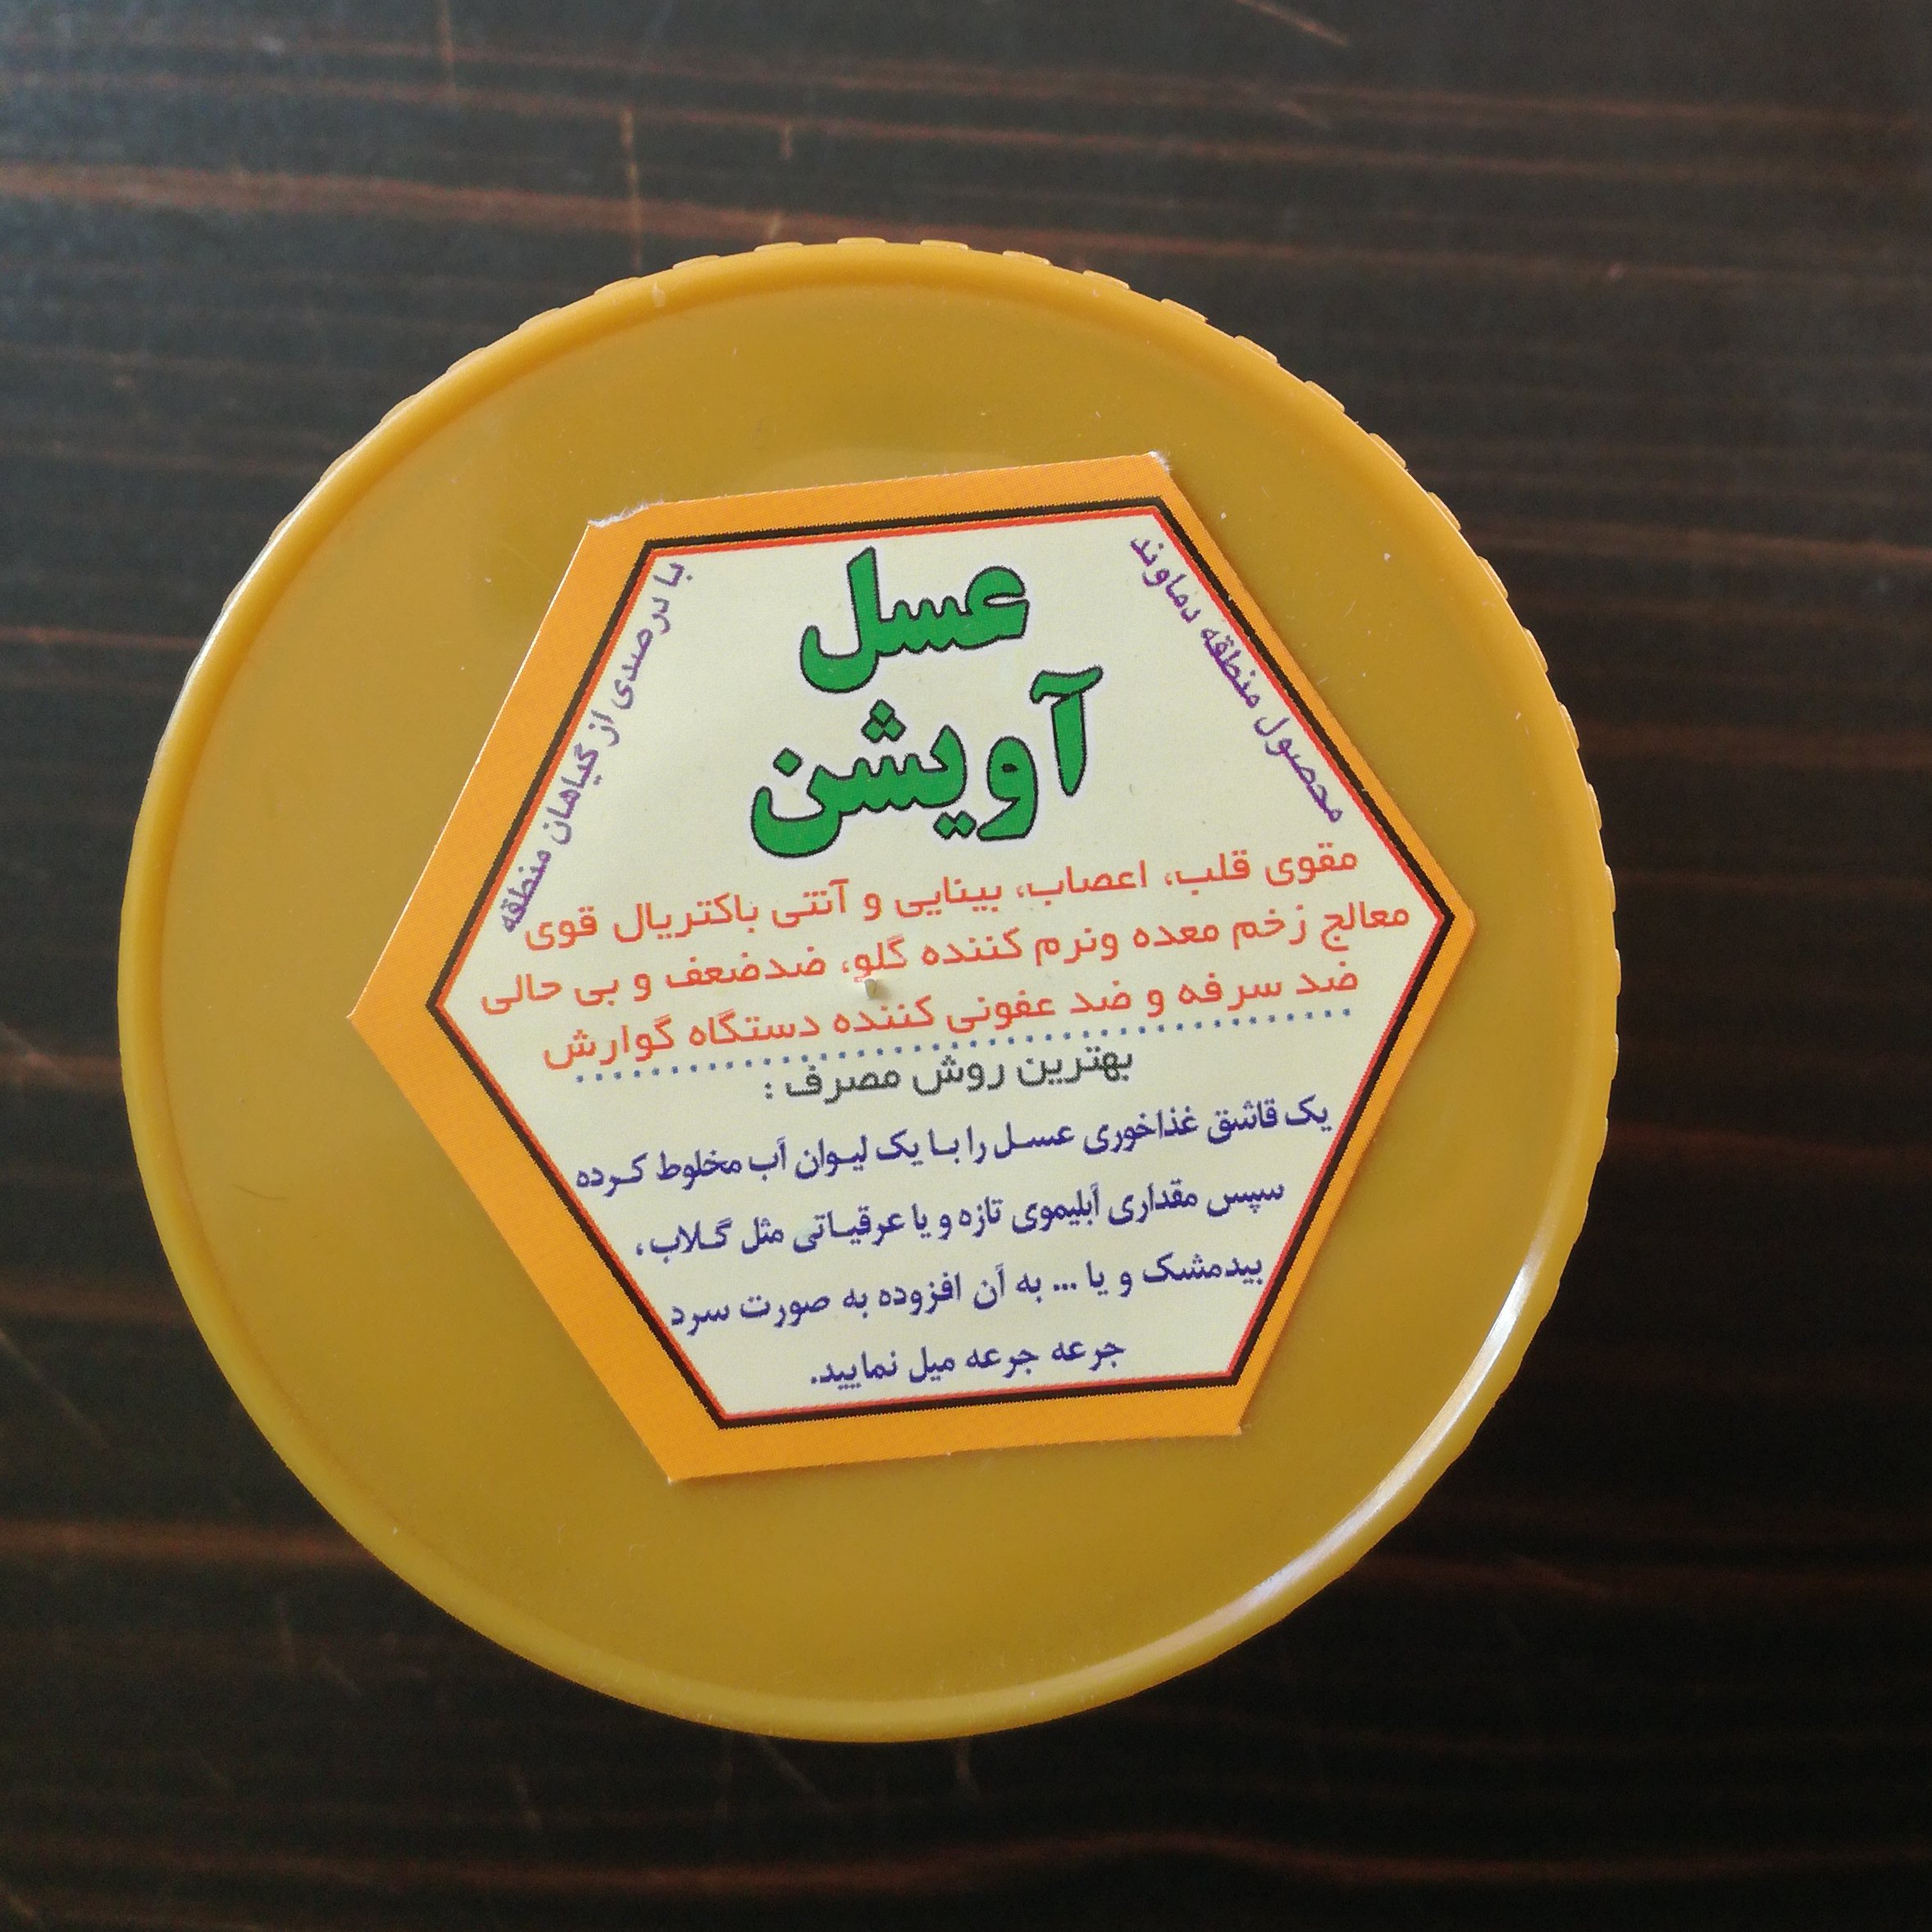 عسل
آویشن
محصول منطقه دماوند
با درصدی از گیاهان منطقه
مقوی قلب، اعصاب، بینایی و آنتی باکتریال قوی
معالج زخم معده ونرم کننده گلو، ضدضعف و بی حالی
ضد سرفه و ضد عفونی کننده دستگاه گوارش
بهترین روش مصرف :
یک قاشق غذاخوری عسل را با یک لیوان آب مخلوط کرده
سپس مقداری آبلیموی تازه و یا عرقیاتی مثل گلاب،
بیدمشک و یا ... به آن افزوده به صورت سرد
جرعه جرعه میل نمایید.